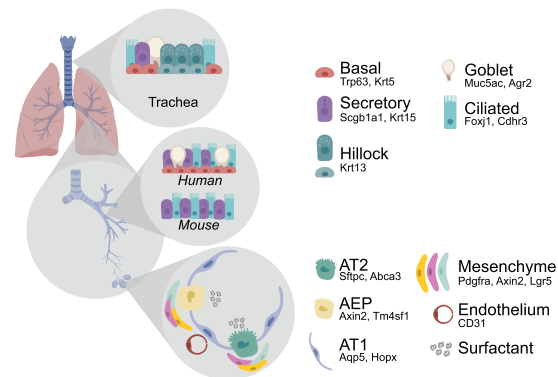 Trachea
Human
Mouse
Basal
Trp63, Krt5
Secretory
Scgb1a1, Krt15
Hillock
Krt13
Goblet
Muc5ac, Agr2
Ciliated
Foxj1, Cdhr3
AT2
Sftpc, Abca3
AEP
Axin2, Tm4sf1
AT1
Aqp5, Hopx
Mesenchyme
Pdgfra, Axin2, Lgr5
Endothelium
CD31
Surfactant